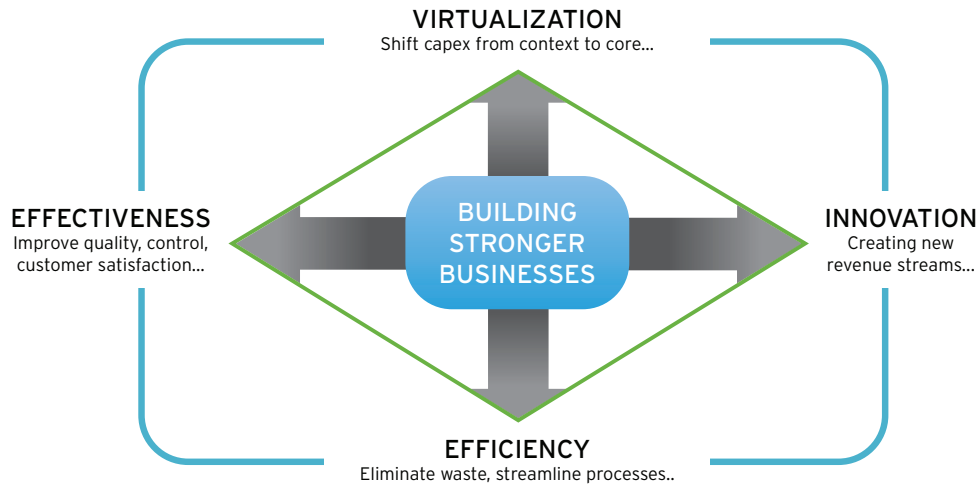 VIRTUALIZATION
Shift capex from context to core...
EFFECTIVENESS
Improve quality, control,
customer satisfaction...
BUILDING
STRONGER
BUSINESSES
INNOVATION
Creating new
revenue streams...
EFFICIENCY
Eliminate waste, streamline processes..